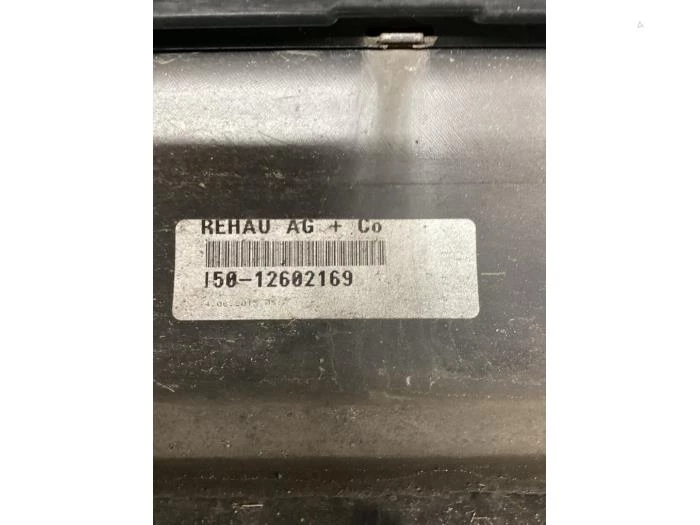 REHAU AG + Co
I50-12602169